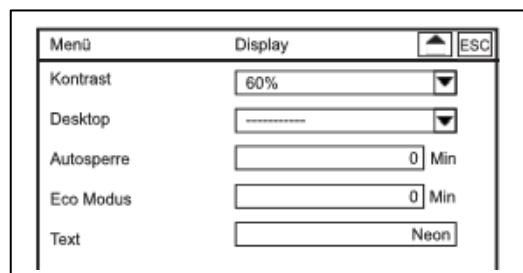 Menü Display ESC
Kontrast 60%
Desktop -----------
Autosperre 0 Min
Eco Modus 0 Min
Text Neon